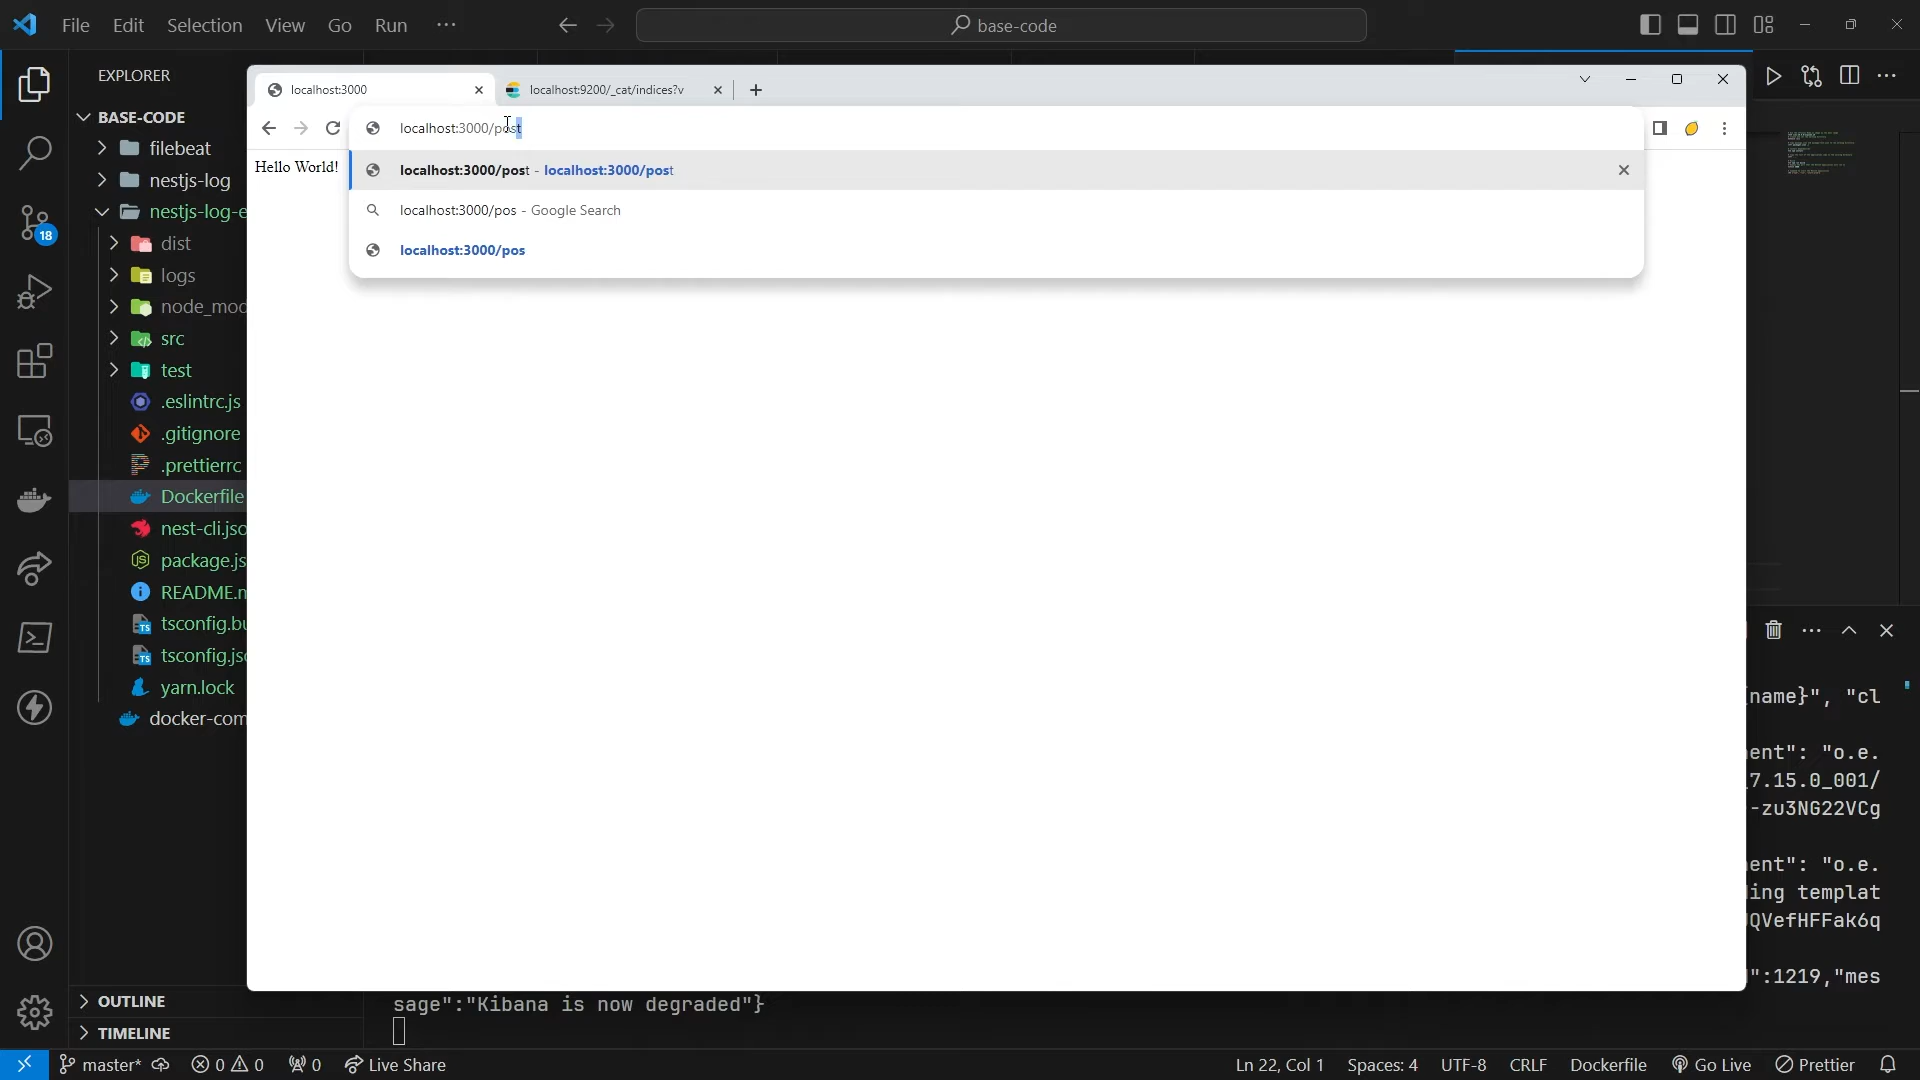 File Edit Selection View Go Run ···
base-code
EXPLORER
BASE-CODE
filebeat
nestjs-log
nestjs-log-e
dist
logs
node_mod
src
test
.eslintrc.js
.gitignore
.prettierrc
Dockerfile
nest-cli.jso
package.js
README.m
tsconfig.bu
tsconfig.jso
yarn.lock
docker-com
18
localhost:3000
localhost:9200/_cat/indices?v
localhost:3000/post
Hello World!
localhost:3000/post - localhost:3000/post
localhost:3000/pos - Google Search
localhost:3000/pos
name}", "cl
ent": "o.e.
7.15.0_001/
-zu3NG22VCg
ent": "o.e.
ing templat
QVefHFFak6q
":1219,"mes
sage":"Kibana is now degraded"}
OUTLINE
TIMELINE
master* 0 0 0 Live Share Ln 22, Col 1 Spaces: 4 UTF-8 CRLF Dockerfile Go Live Prettier